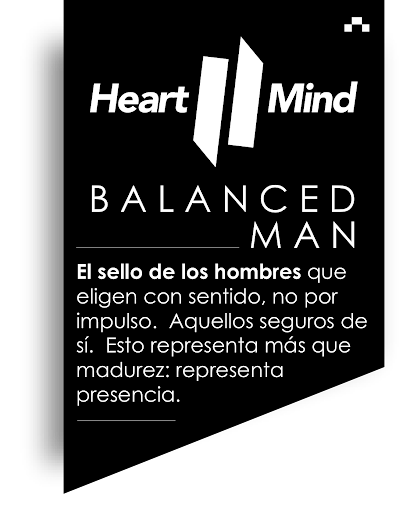 Heart Mind
BALANCED
MAN
El sello de los hombres que
eligen con sentido, no por
impulso.  Aquellos seguros de
sí.  Esto representa más que
madurez: representa
presencia.